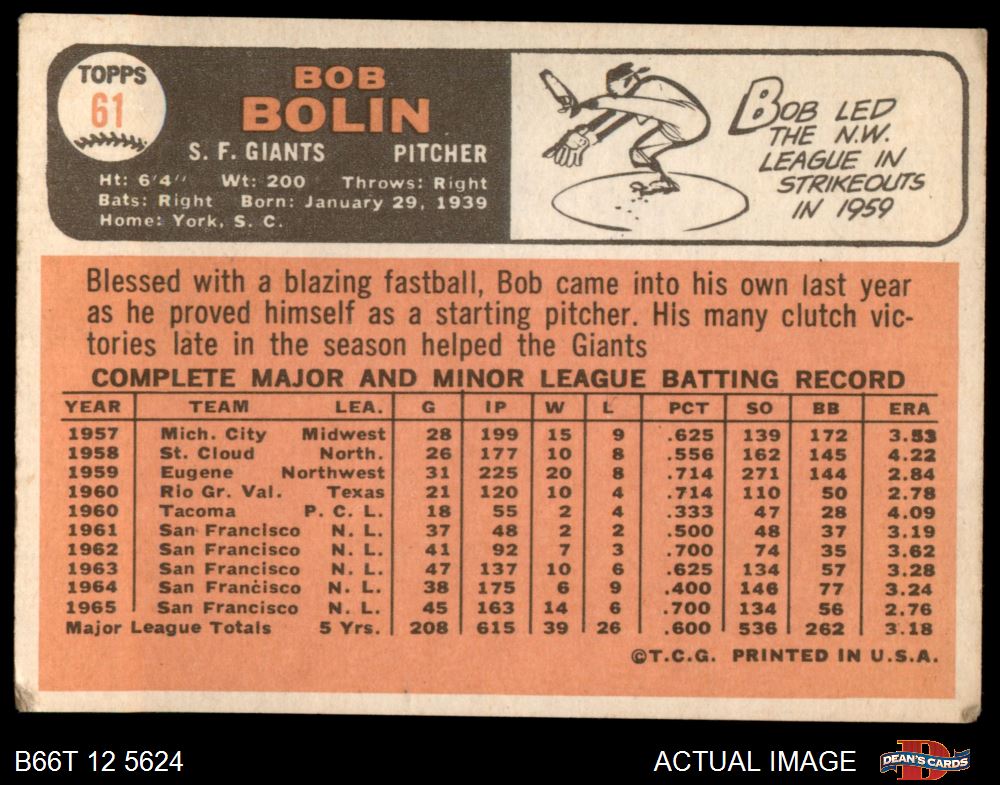 TOPPS
61
BOB
BOLIN
S. F. GIANTS PITCHER
Ht: 6'4" Wt: 200 Throws: Right
Bats: Right Born: January 29, 1939
Home: York, S. C.
BOB LED
THE N.W.
LEAGUE IN
STRIKEOUTS
IN 1959
Blessed with a blazing fastball, Bob came into his own last year
as he proved himself as a starting pitcher. His many clutch vic-
tories late in the season helped the Giants
COMPLETE MAJOR AND MINOR LEAGUE BATTING RECORD
YEAR TEAM LEA. G IP W L PCT SO BB ERA
1957 Mich. City Midwest 28 199 15 9 .625 139 172 3.53
1958 St. Cloud North. 26 177 10 8 .556 162 145 4.22
1959 Eugene Northwest 31 225 20 8 .714 271 144 2.84
1960 Rio Gr. Val. Texas 21 120 10 4 .714 110 50 2.78
1960 Tacoma P. C. L. 18 55 2 4 .333 47 28 4.09
1961 San Francisco N. L. 37 48 2 2 .500 48 37 3.19
1962 San Francisco N. L. 41 92 7 3 .700 74 35 3.62
1963 San Francisco N. L. 47 137 10 6 .625 134 57 3.28
1964 San Francisco N. L. 38 175 6 9 .400 146 77 3.24
1965 San Francisco N. L. 45 163 14 6 .700 134 56 2.76
Major League Totals 5 Yrs. 208 615 39 26 .600 536 262 3.18
©T.C.G. PRINTED IN U.S.A.
B66T 12 5624 ACTUAL IMAGE
D
DEAN'S CARDS